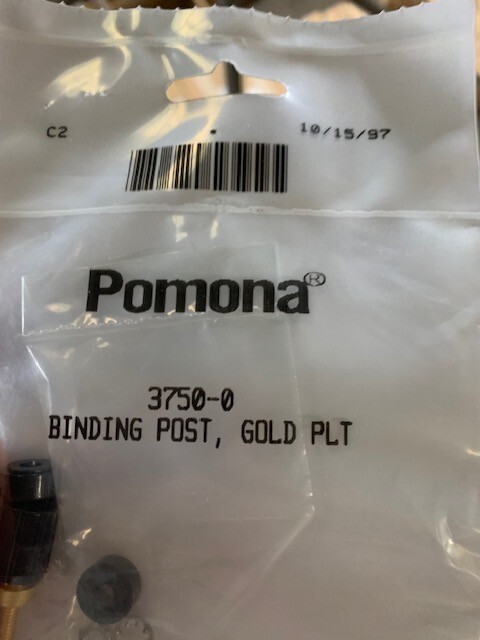 C2 10/15/97
Pomona®
3750-0
BINDING POST, GOLD PLT